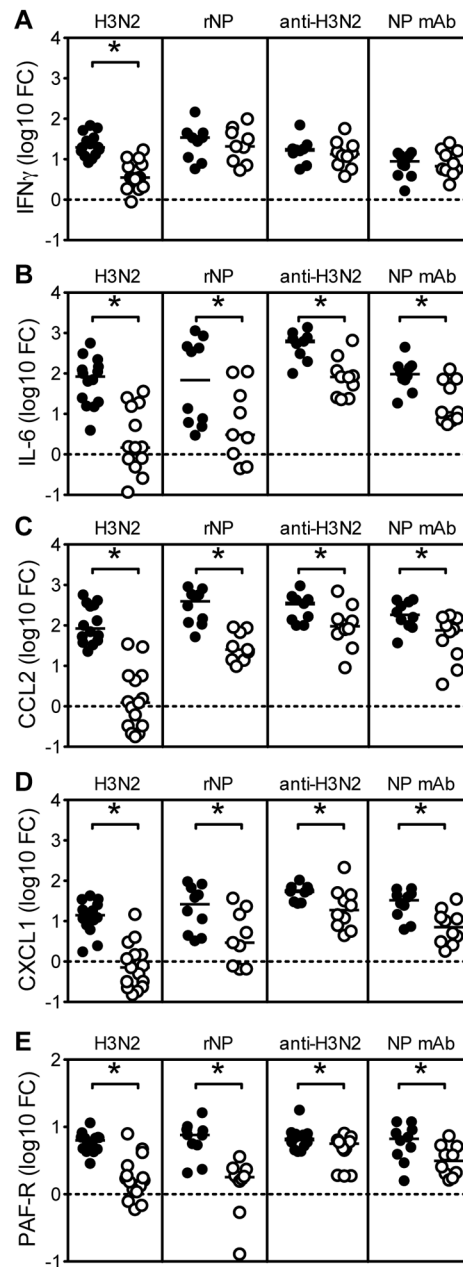 A
H3N2 rNP anti-H3N2 NP mAb
*
IFNγ (log10 FC)
4
3
2
1
0
-1
B
H3N2 rNP anti-H3N2 NP mAb
* * * *
IL-6 (log10 FC)
4
3
2
1
0
-1
C
H3N2 rNP anti-H3N2 NP mAb
* * * *
CCL2 (log10 FC)
4
3
2
1
0
-1
D
H3N2 rNP anti-H3N2 NP mAb
* * * *
CXCL1 (log10 FC)
4
3
2
1
0
-1
E
H3N2 rNP anti-H3N2 NP mAb
* * * *
PAF-R (log10 FC)
2
1
0
-1